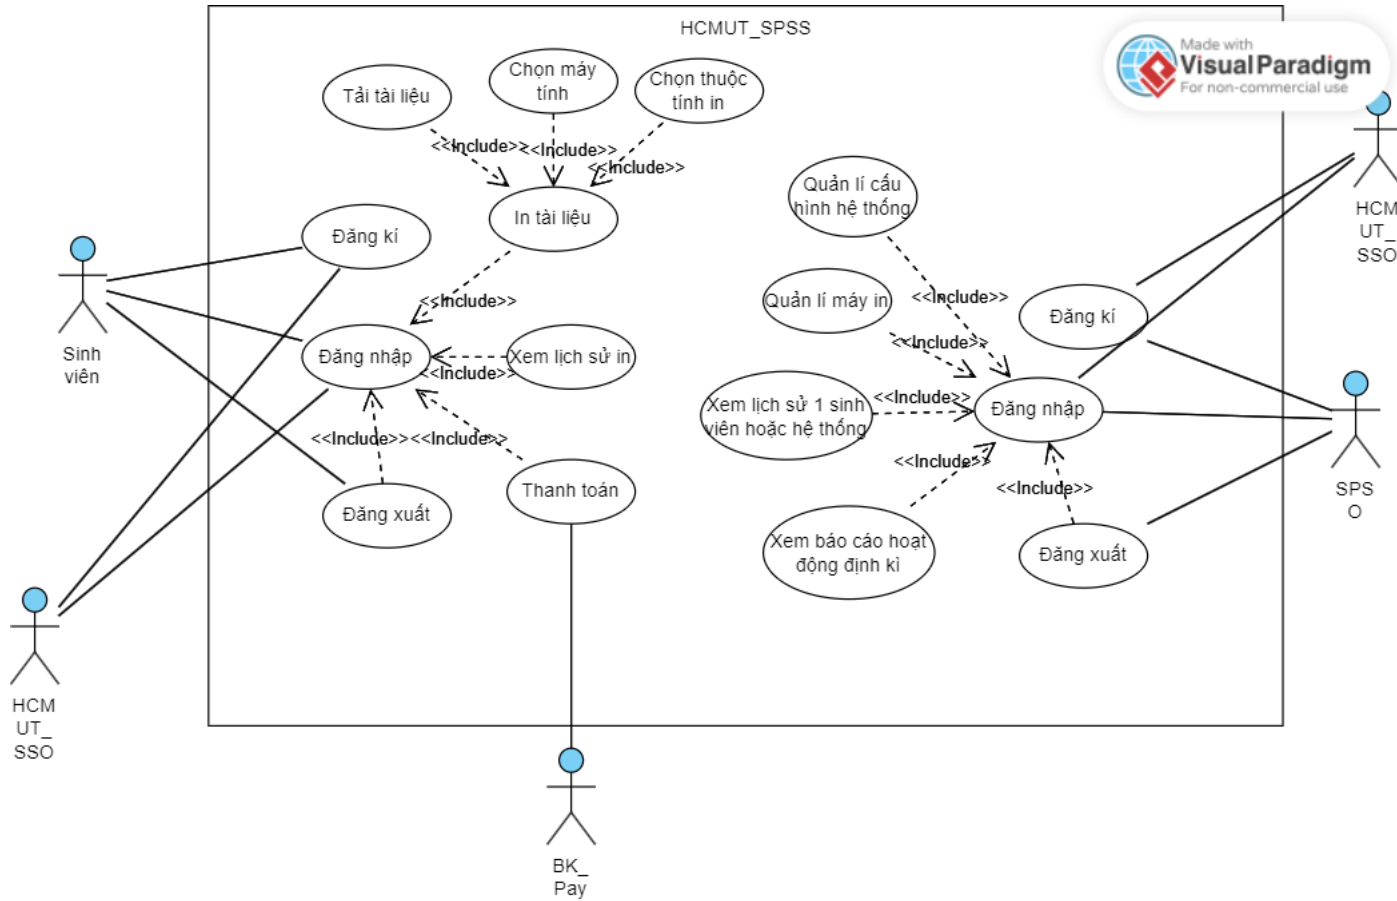 HCMUT_SPSS
Made with
VisualParadigm
For non-commercial use
Tải tài liệu
Chọn máy
tính
Chọn thuộc
tính in
<<Include>>
<<Include>>
<<Include>>
In tài liệu
Đăng kí
<<Include>>
Đăng nhập
Xem lịch sử in
<<Include>>
<<Include>>
<<Include>>
Đăng xuất
Thanh toán
Sinh
viên
HCM
UT_
SSO
BK_
Pay
Quản lí cấu
hình hệ thống
<<Include>>
Quản lí máy in
<<Include>>
Đăng kí
Xem lịch sử 1 sinh
viên hoặc hệ thống
<<Include>>
Đăng nhập
<<Include>>
<<Include>>
Xem báo cáo hoạt
động định kì
Đăng xuất
HCM
UT_
SSO
SPS
O